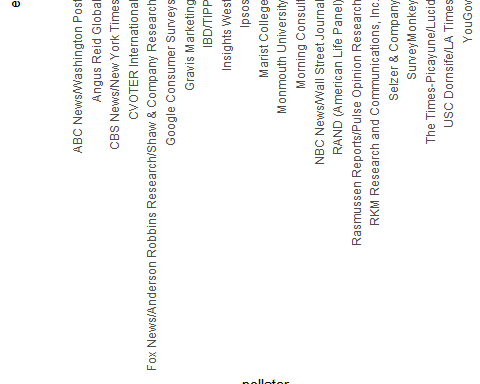 ABC News/Washington Post
Angus Reid Global
CBS News/New York Times
CVOTER International
Fox News/Anderson Robbins Research/Shaw & Company Research
Google Consumer Surveys
Gravis Marketing
IBD/TIPP
Insights West
Ipsos
Marist College
Monmouth University
Morning Consult
NBC News/Wall Street Journal
RAND (American Life Panel)
Rasmussen Reports/Pulse Opinion Research
RKM Research and Communications, Inc.
Selzer & Company
SurveyMonkey
The Times-Picayune/Lucid
USC Dornsife/LA Times
YouGov
pollster